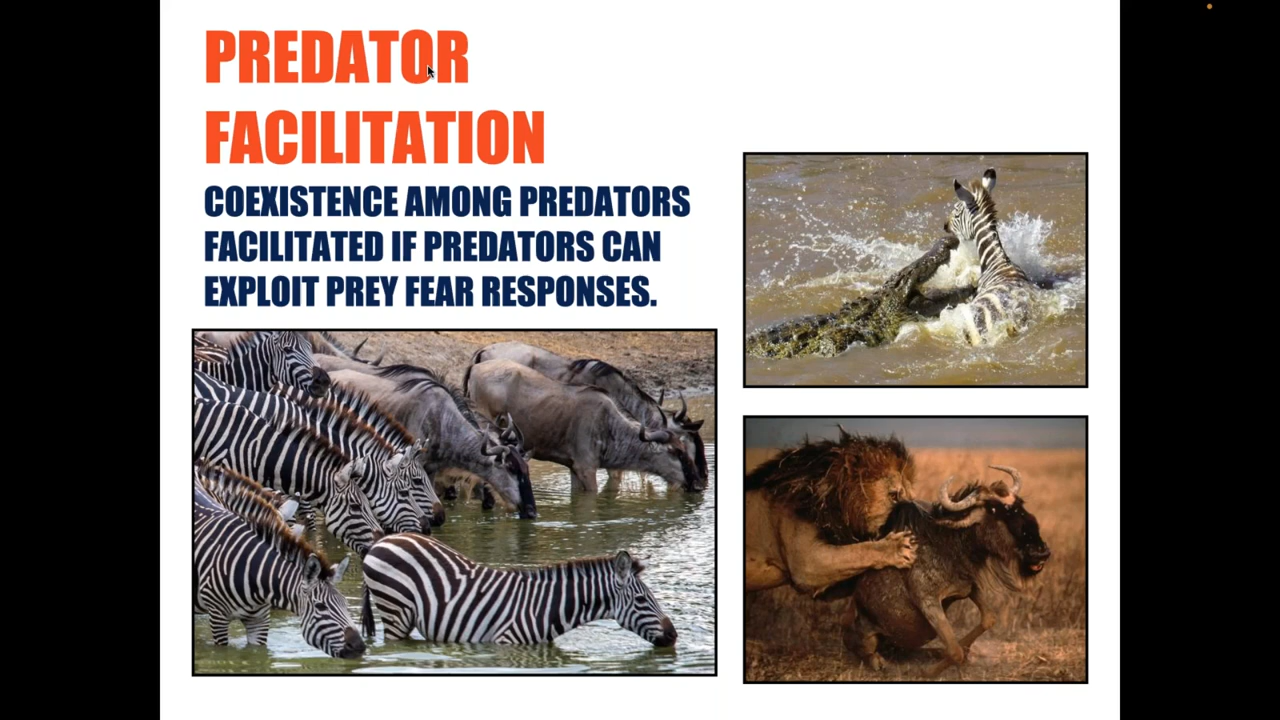 PREDATOR
FACILITATION
COEXISTENCE AMONG PREDATORS
FACILITATED IF PREDATORS CAN
EXPLOIT PREY FEAR RESPONSES.